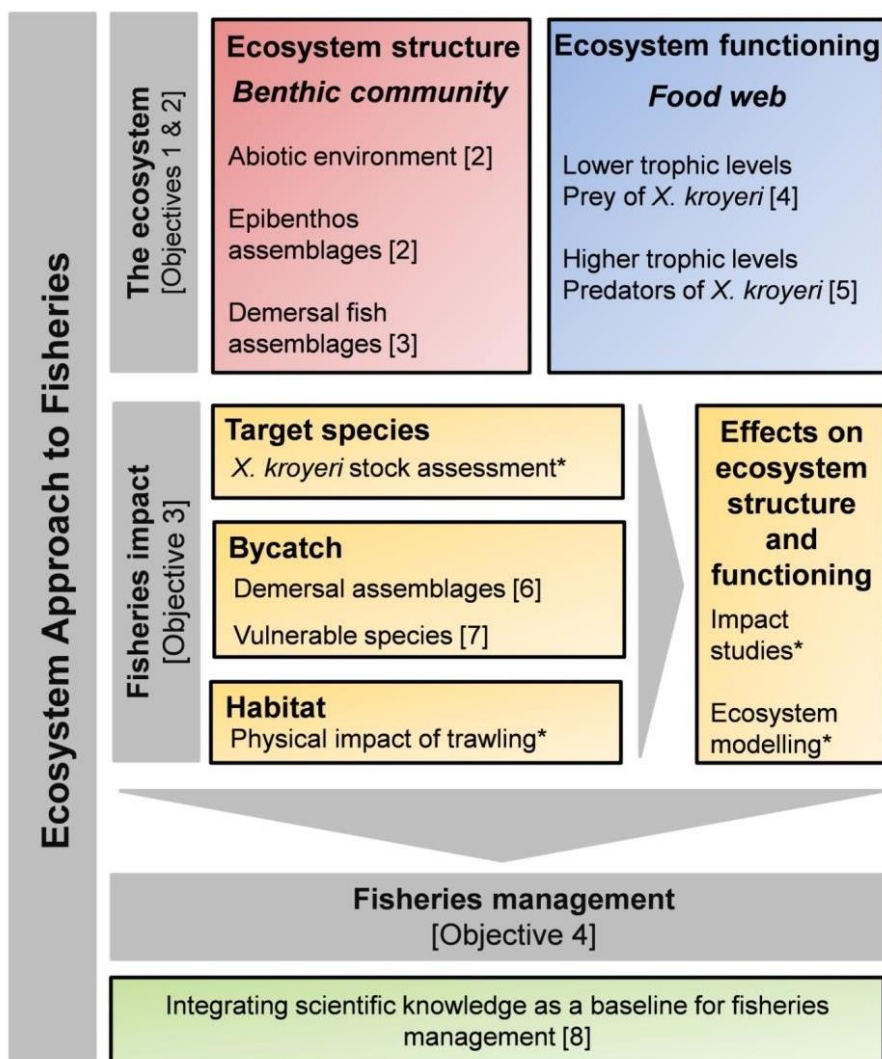 Ecosystem Approach to Fisheries
The ecosystem
[Objectives 1 & 2]
Ecosystem structure
Benthic community
Abiotic environment [2]
Epibenthos
assemblages [2]
Demersal fish
assemblages [3]
Ecosystem functioning
Food web
Lower trophic levels
Prey of X. kroyeri [4]
Higher trophic levels
Predators of X. kroyeri [5]
Fisheries impact
[Objective 3]
Target species
X. kroyeri stock assessment*
Bycatch
Demersal assemblages [6]
Vulnerable species [7]
Habitat
Physical impact of trawling*
Effects on
ecosystem
structure
and
functioning
Impact
studies*
Ecosystem
modelling*
Fisheries management
[Objective 4]
Integrating scientific knowledge as a baseline for fisheries
management [8]